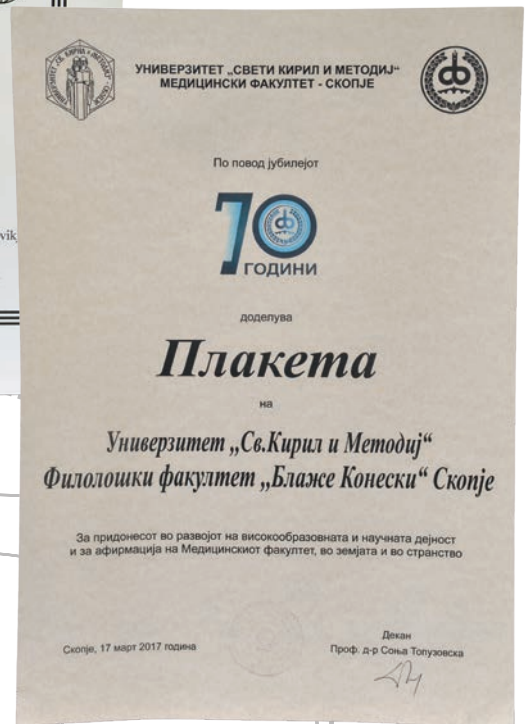 УНИВЕРЗИТЕТ „СВЕТИ КИРИЛ И МЕТОДИЈ“
МЕДИЦИНСКИ ФАКУЛТЕТ - СКОПЈЕ
По повод јубилејот
70
ГОДИНИ
доделува
Плакета
на
Универзитет „Св.Кирил и Методиј“
Филолошки факултет „Блаже Конески“ Скопје
За придонесот во развојот на високообразовната и научната дејност
и за афирмација на Медицинскиот факултет, во земјата и во странство
Скопје, 17 март 2017 година
Декан
Проф. д-р Соња Топузовска